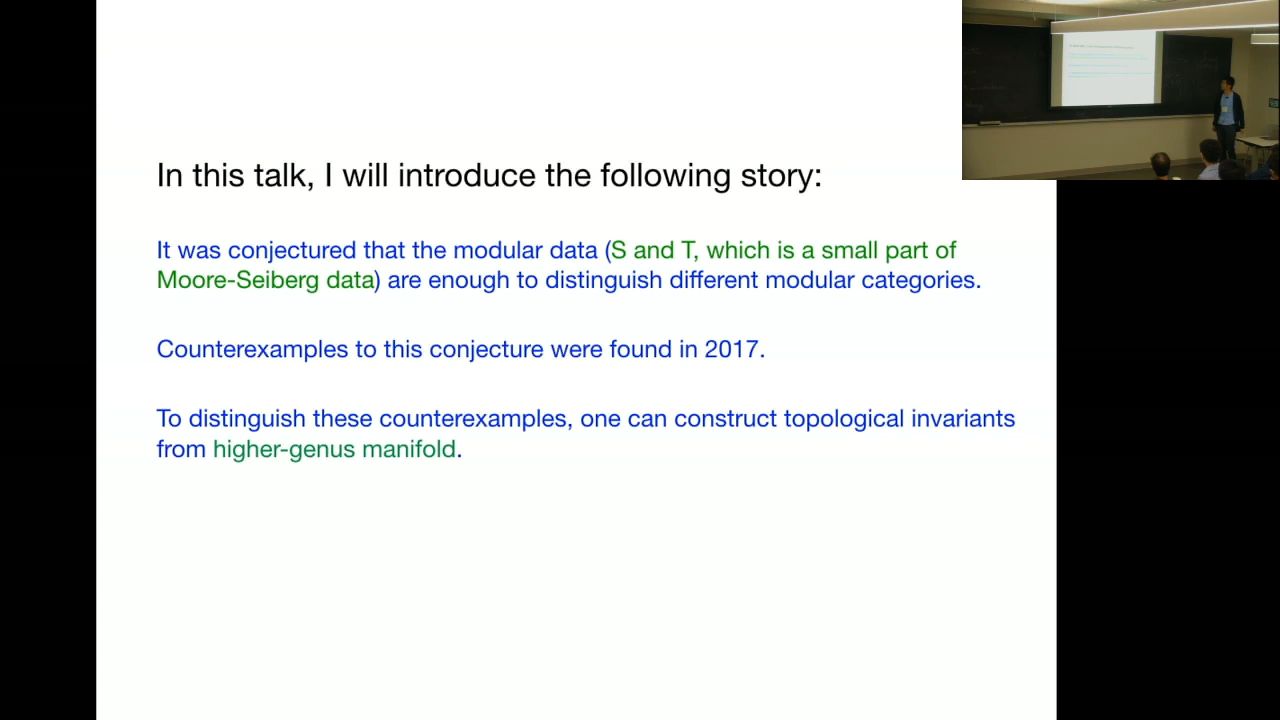 In this talk, I will introduce the following story:
It was conjectured that the modular data (S and T, which is a small part of
Moore-Seiberg data) are enough to distinguish different modular categories.
Counterexamples to this conjecture were found in 2017.
To distinguish these counterexamples, one can construct topological invariants
from higher-genus manifold.